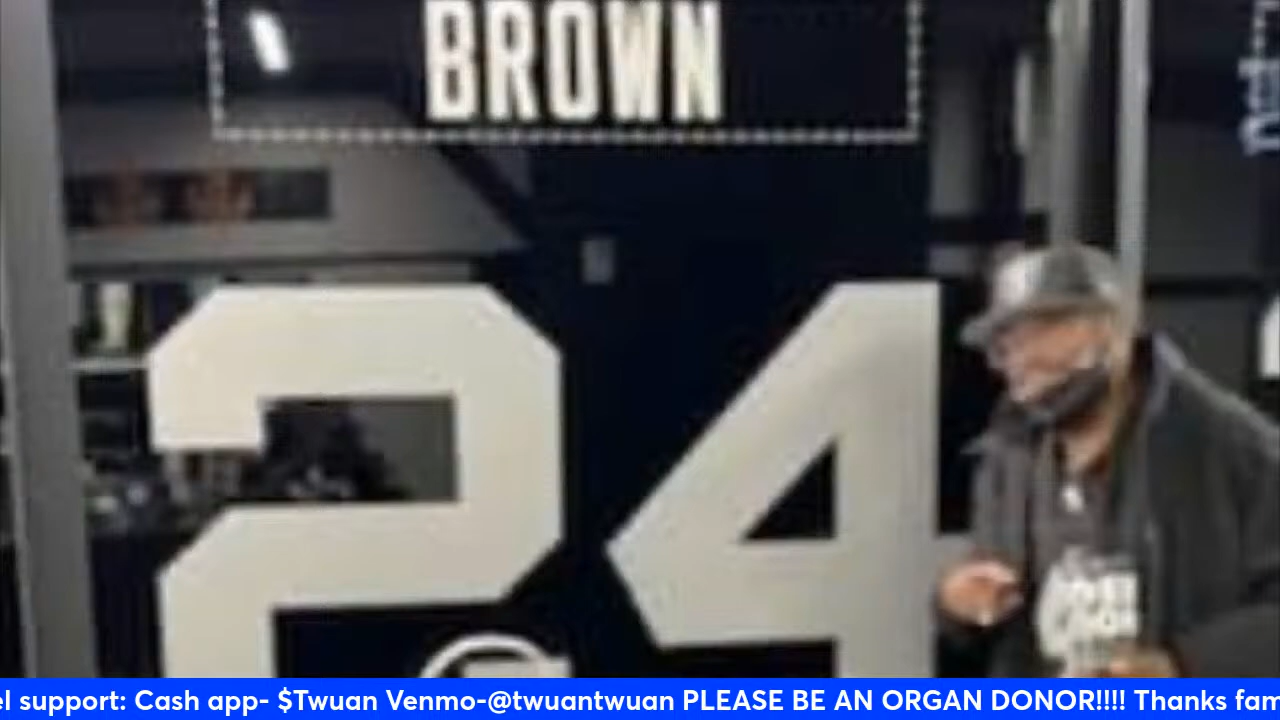 BROWN
24
el support: Cash app- $Twuan Venmo-@twuantwuan PLEASE BE AN ORGAN DONOR!!!! Thanks fam